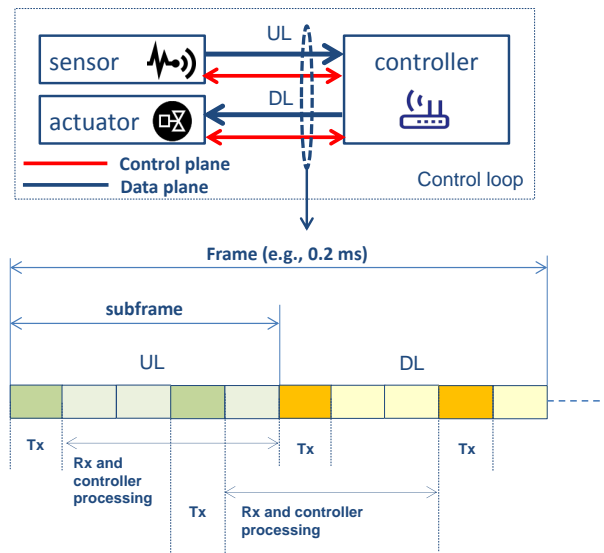 UL
sensor
controller
DL
actuator
Control plane
Data plane
Control loop
Frame (e.g., 0.2 ms)
subframe
UL
DL
Tx
Rx and
controller
processing
Tx
Rx and controller
processing
Tx
Tx